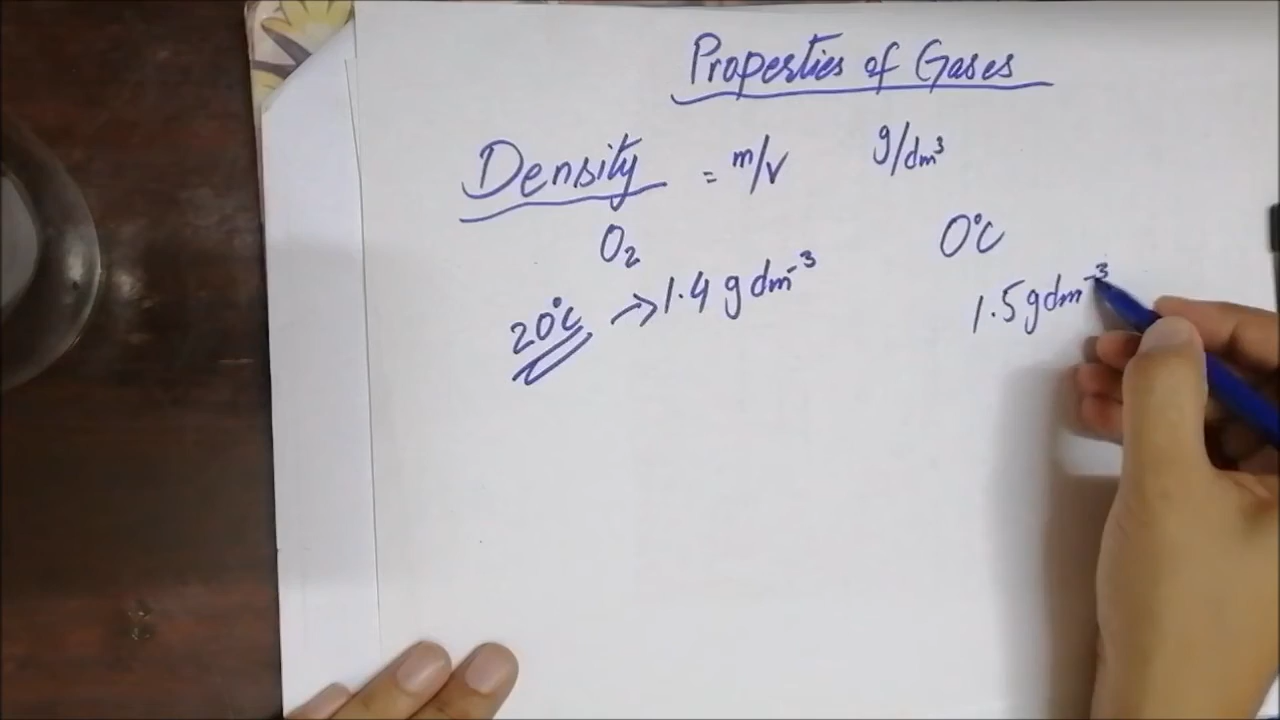 Properties of Gases
Density = m/v g/dm³
O₂ 0°C
20°C → 1.4 g dm⁻³ 1.5 g dm⁻³